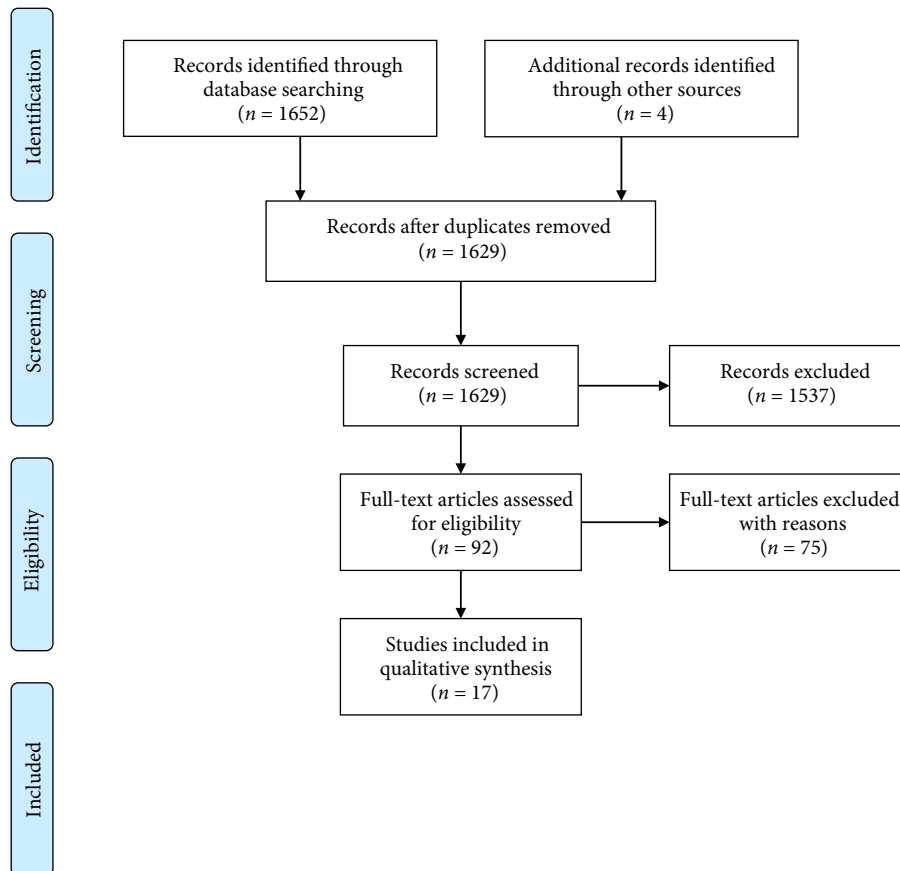 Identification
Records identified through
database searching
(n = 1652)
Additional records identified
through other sources
(n = 4)
Records after duplicates removed
(n = 1629)
Screening
Records screened
(n = 1629)
Records excluded
(n = 1537)
Eligibility
Full-text articles assessed
for eligibility
(n = 92)
Full-text articles excluded
with reasons
(n = 75)
Studies included in
qualitative synthesis
(n = 17)
Included